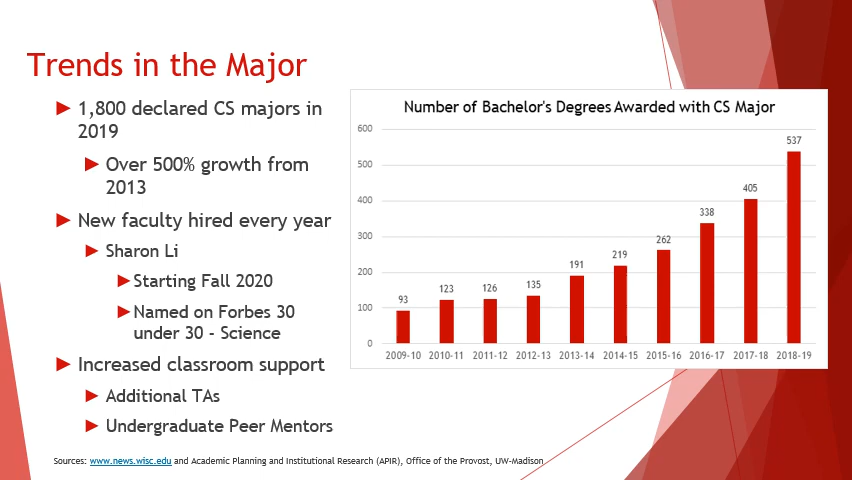 Trends in the Major
► 1,800 declared CS majors in
2019
► Over 500% growth from
2013
► New faculty hired every year
► Sharon Li
► Starting Fall 2020
► Named on Forbes 30
under 30 - Science
► Increased classroom support
► Additional TAs
► Undergraduate Peer Mentors
Number of Bachelor's Degrees Awarded with CS Major
600
500
400
300
200
100
0
93
123
126
135
191
219
262
338
405
537
2009-10 2010-11 2011-12 2012-13 2013-14 2014-15 2015-16 2016-17 2017-18 2018-19
Sources: www.news.wisc.edu and Academic Planning and Institutional Research (APIR), Office of the Provost, UW-Madison